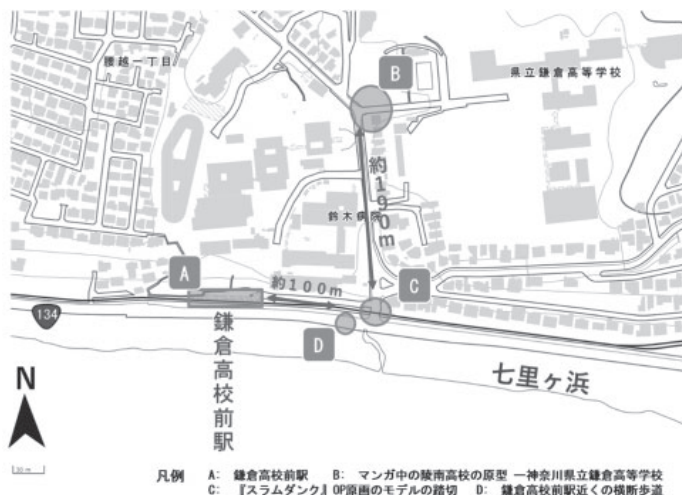 腰越一丁目
B
県立鎌倉高等学校
約190m
鈴木病院
A
約100m
C
134
D
鎌倉高校前駅
七里ヶ浜
N
凡例 A: 鎌倉高校前駅 B: マンガ中の陵南高校の原型 ー神奈川県立鎌倉高等学校
C: 『スラムダンク』OP原画のモデルの踏切 D: 鎌倉高校前駅近くの横断歩道